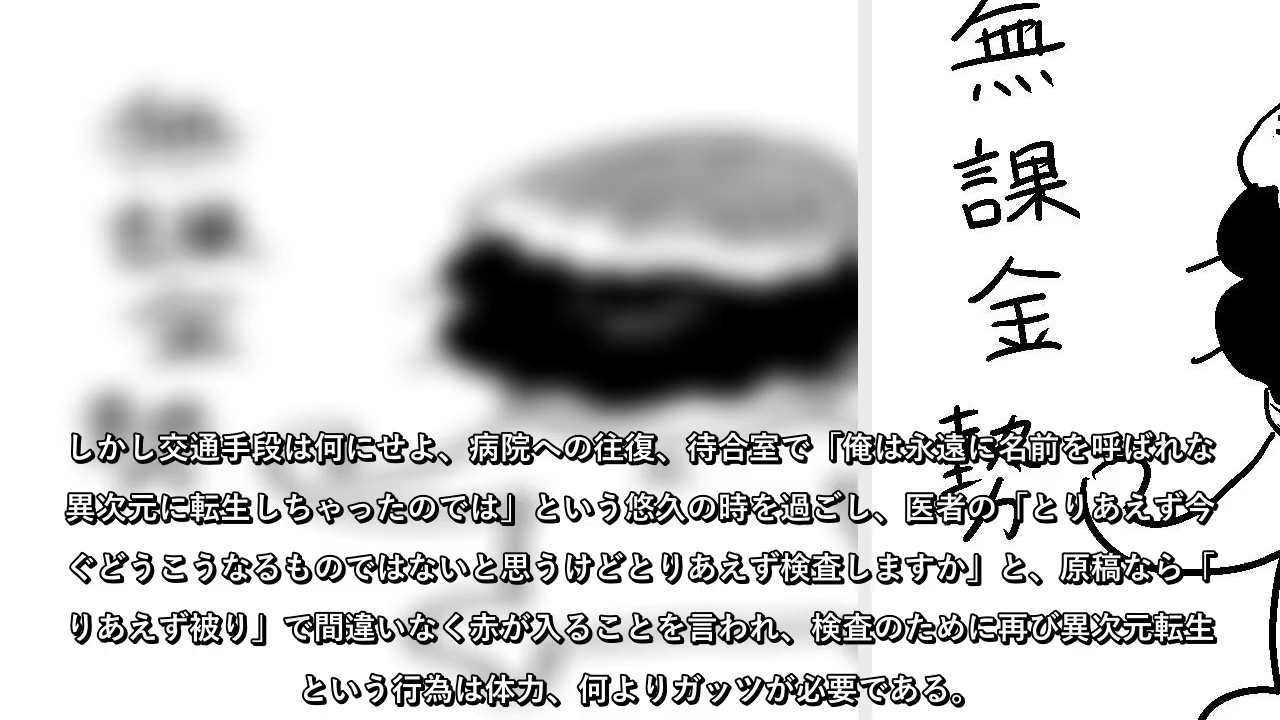 無課金勢
しかし交通手段は何にせよ、病院への往復、待合室で「俺は永遠に名前を呼ばれな
異次元に転生しちゃったのでは」という悠久の時を過ごし、医者の「とりあえず今
ぐどうこうなるものではないと思うけどとりあえず検査しますか」と、原稿なら「
りあえず被り」で間違いなく赤が入ることを言われ、検査のために再び異次元転生
という行為は体力、何よりガッツが必要である。